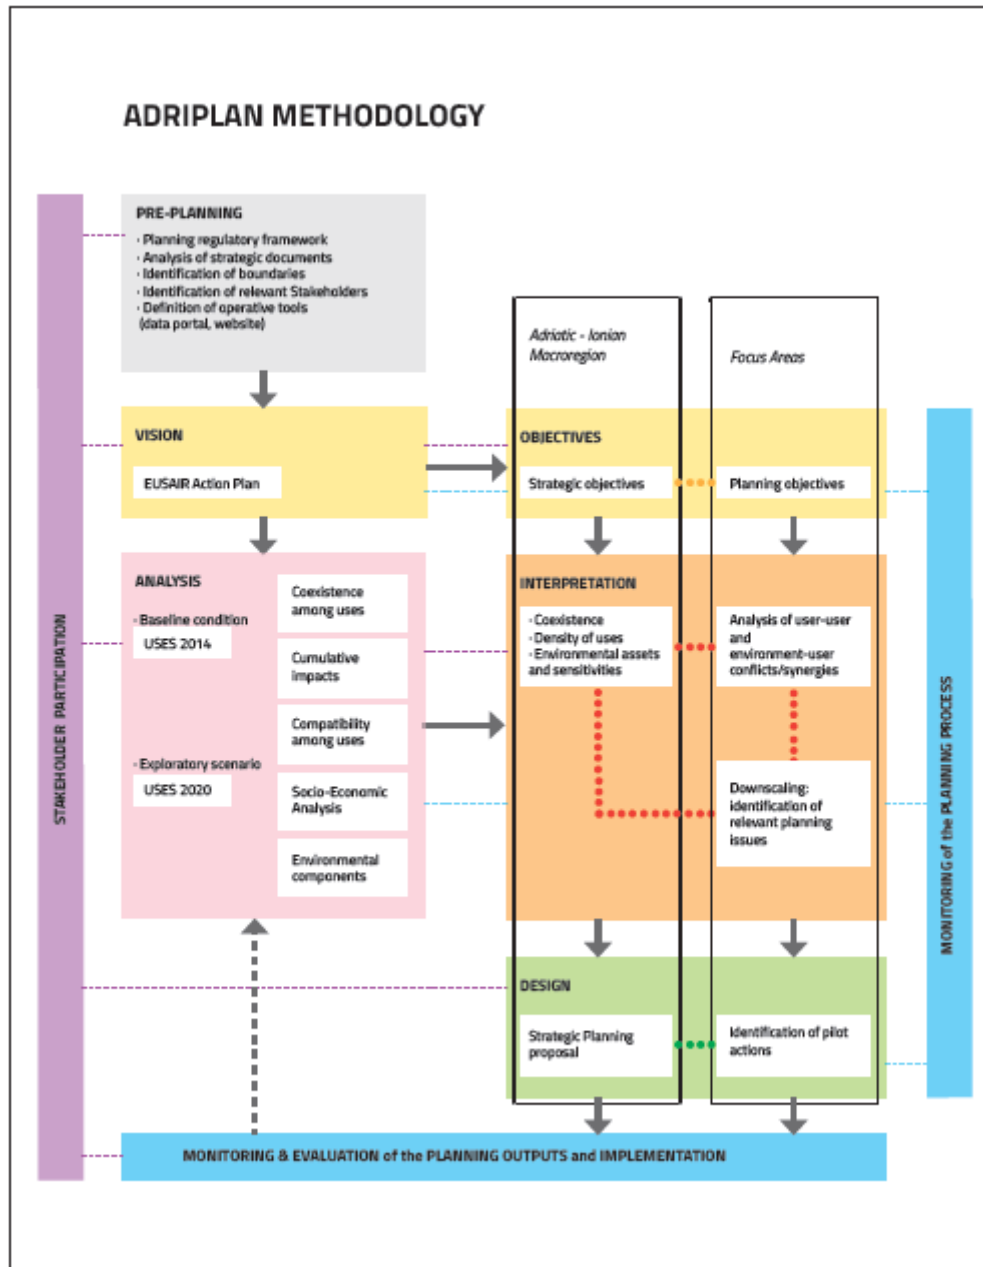 ADRIPLAN METHODOLOGY
PRE-PLANNING
· Planning regulatory framework
· Analysis of strategic documents
· Identification of boundaries
· Identification of relevant Stakeholders
· Definition of operative tools
(data portal, website)
Adriatic - Ionian
Macroregion
Focus Areas
VISION
EUSAIR Action Plan
OBJECTIVES
Strategic objectives
Planning objectives
ANALYSIS
· Baseline condition
USES 2014
· Exploratory scenario
USES 2020
Coexistence
among uses
Cumulative
impacts
Compatibility
among uses
Socio-Economic
Analysis
Environmental
components
INTERPRETATION
· Coexistence
· Density of uses
· Environmental assets
and sensitivities
Analysis of user-user
and
environment-user
conflicts/synergies
Downscaling:
identification of
relevant planning
issues
DESIGN
Strategic Planning
proposal
Identification of pilot
actions
MONITORING & EVALUATION of the PLANNING OUTPUTS and IMPLEMENTATION
STAKEHOLDER PARTICIPATION
MONITORING of the PLANNING PROCESS